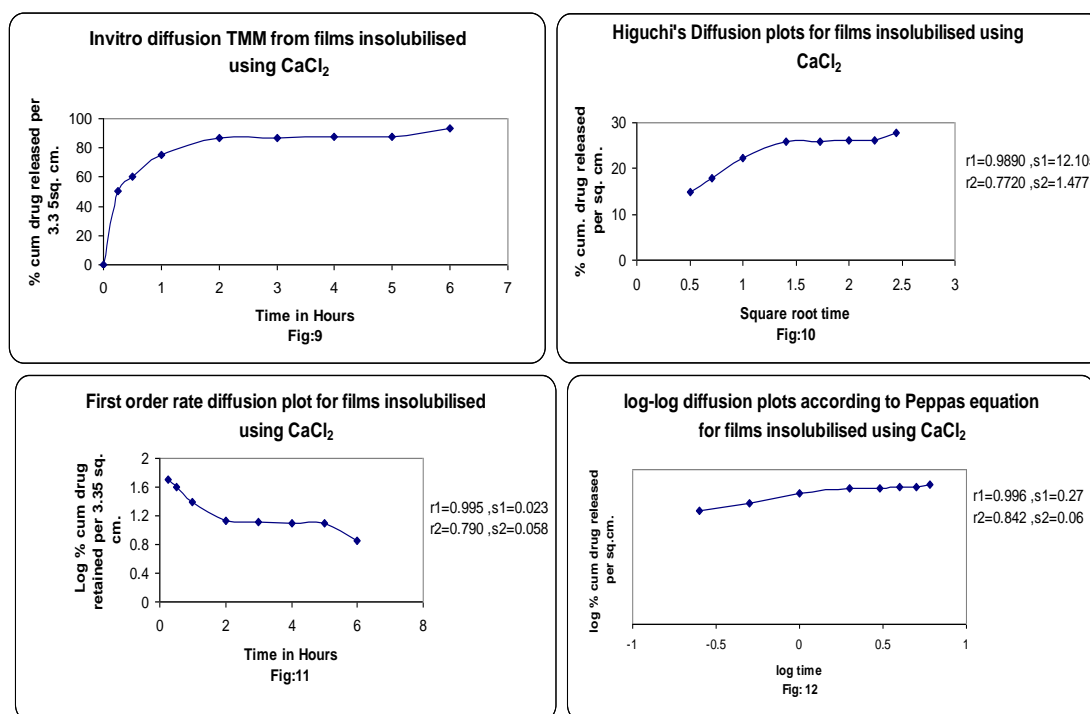 Invitro diffusion TMM from films insolubilised
using CaCl₂
% cum drug released per
3.3 5sq. cm.
100
80
60
40
20
0
0 1 2 3 4 5 6 7
Time in Hours
Fig:9
Higuchi's Diffusion plots for films insolubilised using
CaCl₂
% cum. drug released
per sq. cm.
30
20
10
0
0 0.5 1 1.5 2 2.5 3
Square root time
Fig:10
r1=0.9890 ,s1=12.10
r2=0.7720 ,s2=1.477
First order rate diffusion plot for films insolubilised
using CaCl₂
Log % cum drug
retained per 3.35 sq.
cm.
2
1.6
1.2
0.8
0.4
0
0 2 4 6 8
Time in Hours
Fig:11
r1=0.995 ,s1=0.023
r2=0.790 ,s2=0.058
log-log diffusion plots according to Peppas equation
for films insolubilised using CaCl₂
log % cum drug released
per sq.cm.
-1 -0.5 0 0.5 1
log time
Fig: 12
r1=0.996 ,s1=0.27
r2=0.842 ,s2=0.06